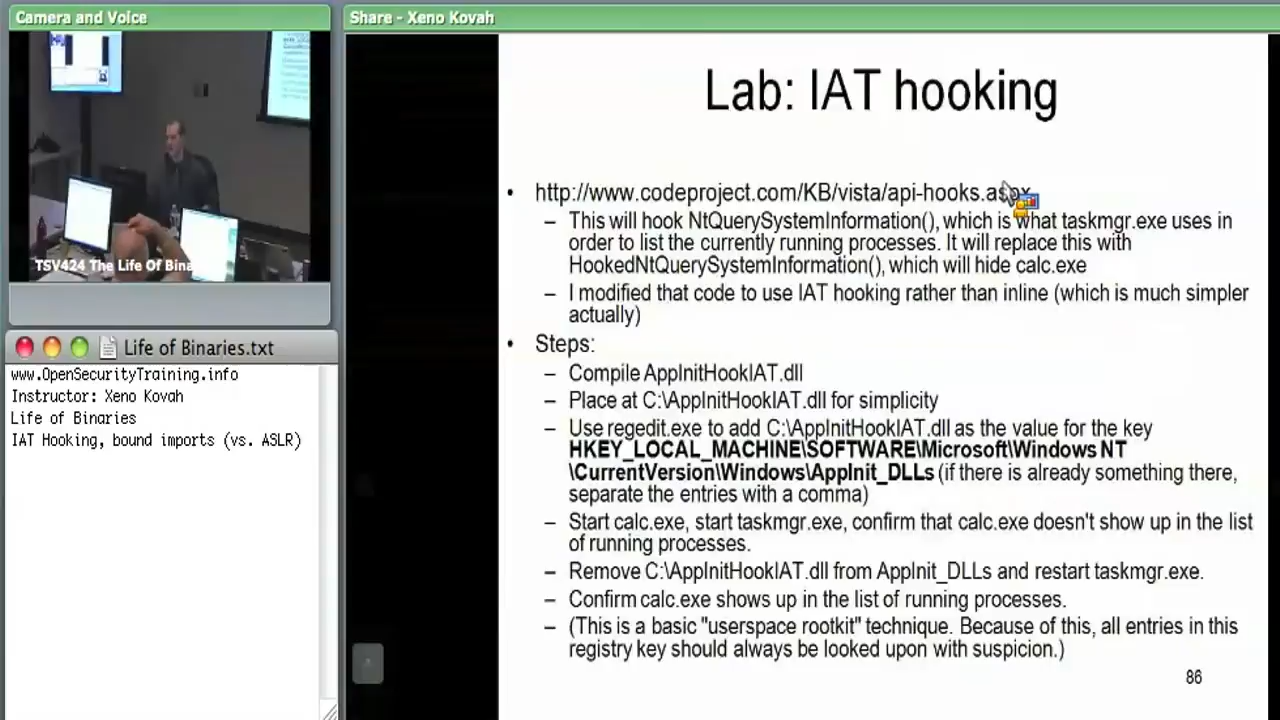 Camera and Voice
Share - Xeno Kovah
TSV424 The Life Of Bina
Life of Binaries.txt
www.OpenSecurityTraining.info
Instructor: Xeno Kovah
Life of Binaries
IAT Hooking, bound imports (vs. ASLR)
Lab: IAT hooking
• http://www.codeproject.com/KB/vista/api-hooks.aspx
– This will hook NtQuerySystemInformation(), which is what taskmgr.exe uses in
order to list the currently running processes. It will replace this with
HookedNtQuerySystemInformation(), which will hide calc.exe
– I modified that code to use IAT hooking rather than inline (which is much simpler
actually)
• Steps:
– Compile AppInitHookIAT.dll
– Place at C:\AppInitHookIAT.dll for simplicity
– Use regedit.exe to add C:\AppInitHookIAT.dll as the value for the key
HKEY_LOCAL_MACHINE\SOFTWARE\Microsoft\Windows NT
\CurrentVersion\Windows\AppInit_DLLs (if there is already something there,
separate the entries with a comma)
– Start calc.exe, start taskmgr.exe, confirm that calc.exe doesn't show up in the list
of running processes.
– Remove C:\AppInitHookIAT.dll from AppInit_DLLs and restart taskmgr.exe.
– Confirm calc.exe shows up in the list of running processes.
– (This is a basic "userspace rootkit" technique. Because of this, all entries in this
registry key should always be looked upon with suspicion.)
86